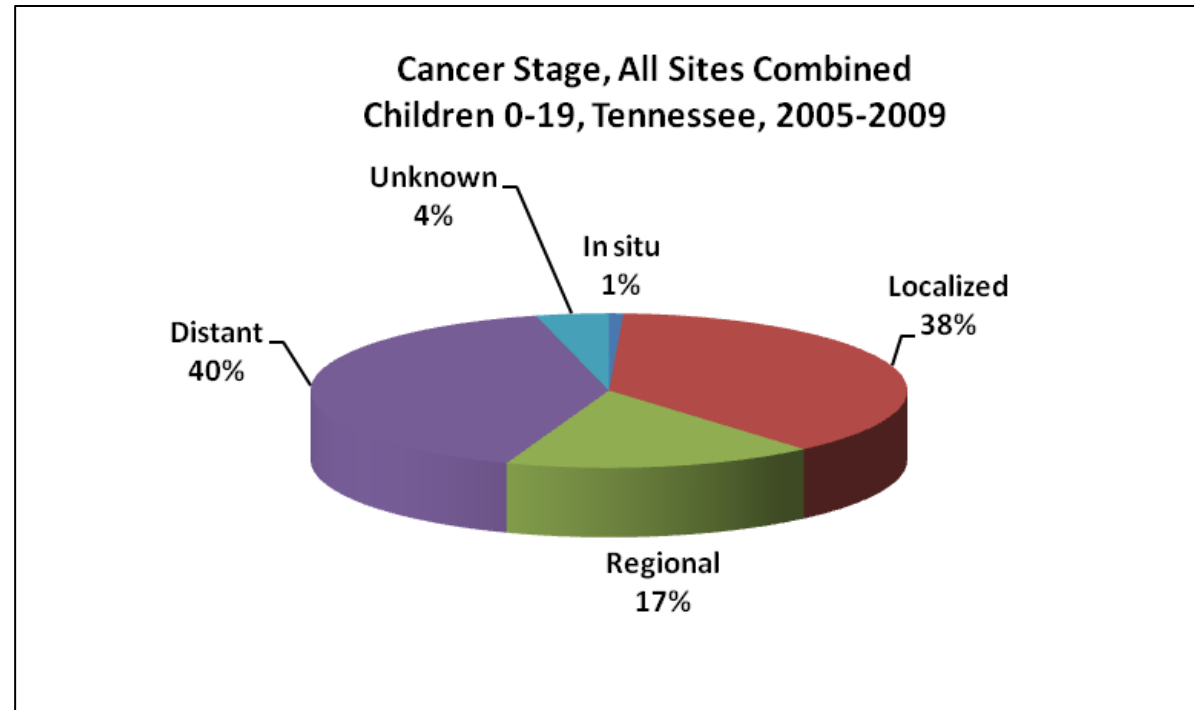 Cancer Stage, All Sites Combined
Children 0-19, Tennessee, 2005-2009
Unknown
4%
In situ
1%
Localized
38%
Distant
40%
Regional
17%